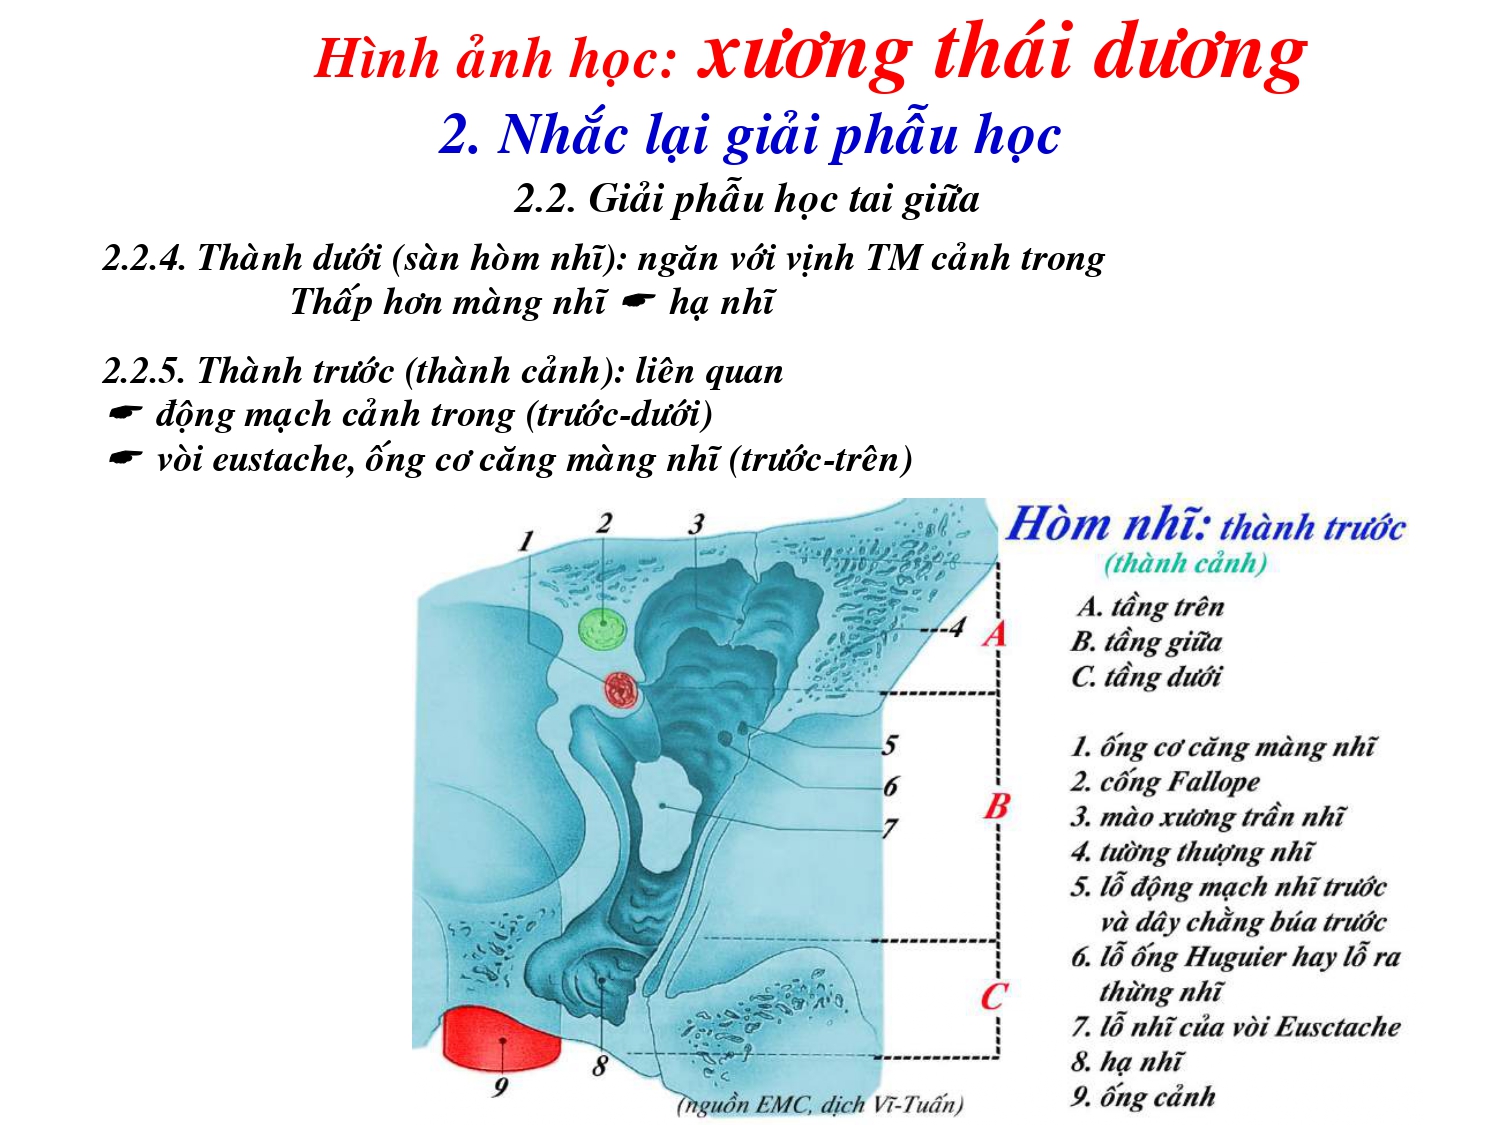 Hình ảnh học: xương thái dương
2. Nhắc lại giải phẫu học
2.2. Giải phẫu học tai giữa
2.2.4. Thành dưới (sàn hòm nhĩ): ngăn với vịnh TM cảnh trong
Thấp hơn màng nhĩ ☛ hạ nhĩ
2.2.5. Thành trước (thành cảnh): liên quan
☛ động mạch cảnh trong (trước-dưới)
☛ vòi eustache, ống cơ căng màng nhĩ (trước-trên)
1
2
3
---4
5
6
7
8
9
A
B
C
Hòm nhĩ: thành trước
(thành cảnh)
A. tầng trên
B. tầng giữa
C. tầng dưới
1. ống cơ căng màng nhĩ
2. cống Fallope
3. mào xương trần nhĩ
4. tường thượng nhĩ
5. lỗ động mạch nhĩ trước
và dây chằng búa trước
6. lỗ ống Huguier hay lỗ ra
thừng nhĩ
7. lỗ nhĩ của vòi Eusctache
8. hạ nhĩ
9. ống cảnh
(nguồn EMC, dịch Vĩ-Tuấn)